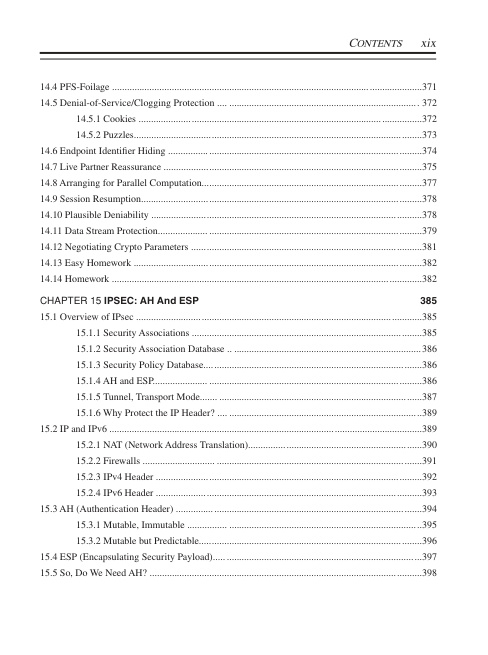 CONTENTS xix
14.4 PFS-Foilage ........................................................................................................................371
14.5 Denial-of-Service/Clogging Protection .... ......................................................................... 372
14.5.1 Cookies ..............................................................................................................372
14.5.2 Puzzles................................................................................................................373
14.6 Endpoint Identifier Hiding ..................................................................................................374
14.7 Live Partner Reassurance ....................................................................................................375
14.8 Arranging for Parallel Computation.....................................................................................377
14.9 Session Resumption.............................................................................................................378
14.10 Plausible Deniability .........................................................................................................378
14.11 Data Stream Protection......................................................................................................379
14.12 Negotiating Crypto Parameters .........................................................................................381
14.13 Easy Homework ................................................................................................................382
14.14 Homework ........................................................................................................................382
CHAPTER 15 IPSEC: AH And ESP 385
15.1 Overview of IPsec ...............................................................................................................385
15.1.1 Security Associations .........................................................................................385
15.1.2 Security Association Database .. .........................................................................386
15.1.3 Security Policy Database.... ................................................................................386
15.1.4 AH and ESP..................... ...................................................................................386
15.1.5 Tunnel, Transport Mode....... ..............................................................................387
15.1.6 Why Protect the IP Header? .... ..........................................................................389
15.2 IP and IPv6 .........................................................................................................................389
15.2.1 NAT (Network Address Translation)...................................................................390
15.2.2 Firewalls ............................................................................................................391
15.2.3 IPv4 Header .......................................................................................................392
15.2.4 IPv6 Header .......................................................................................................393
15.3 AH (Authentication Header) ...............................................................................................394
15.3.1 Mutable, Immutable ...........................................................................................395
15.3.2 Mutable but Predictable......................................................................................396
15.4 ESP (Encapsulating Security Payload)..... ...........................................................................397
15.5 So, Do We Need AH? .........................................................................................................398